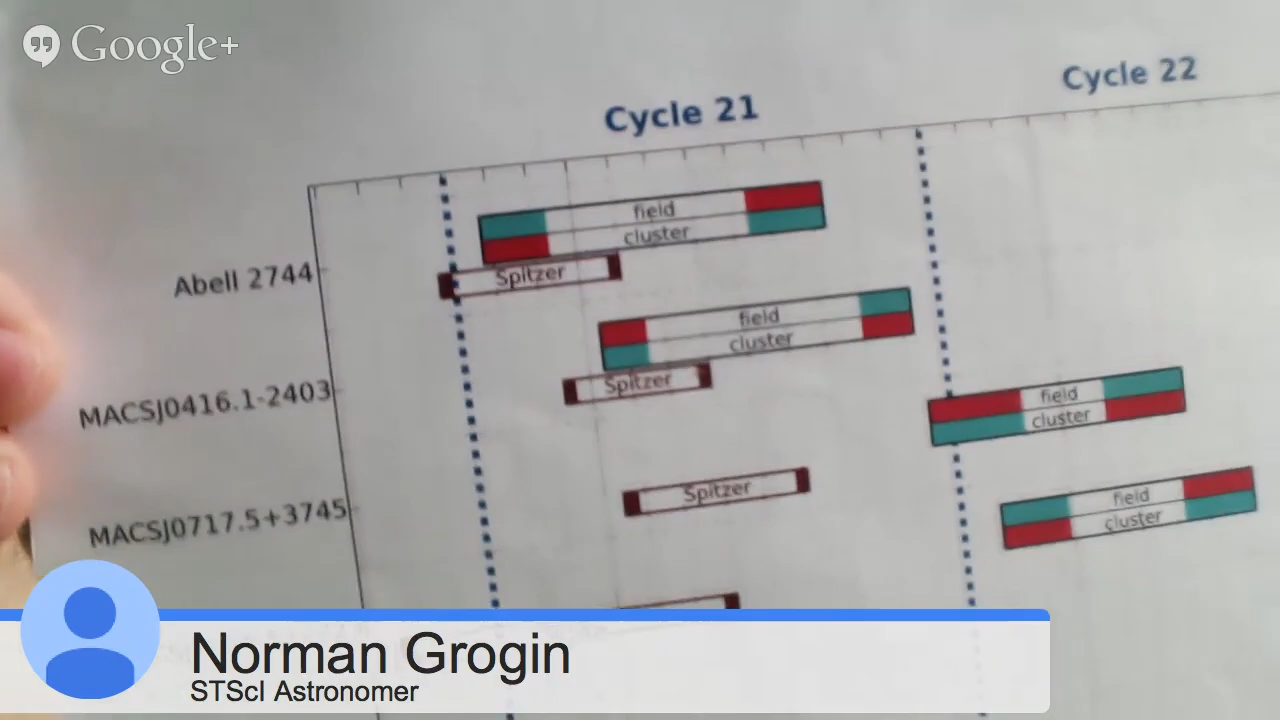 Google+
Cycle 21
Cycle 22
field
cluster
Abell 2744
Spitzer
field
cluster
MACSJ0416.1-2403
Spitzer
field
cluster
MACSJ0717.5+3745
Spitzer
field
cluster
Norman Grogin
STScI Astronomer